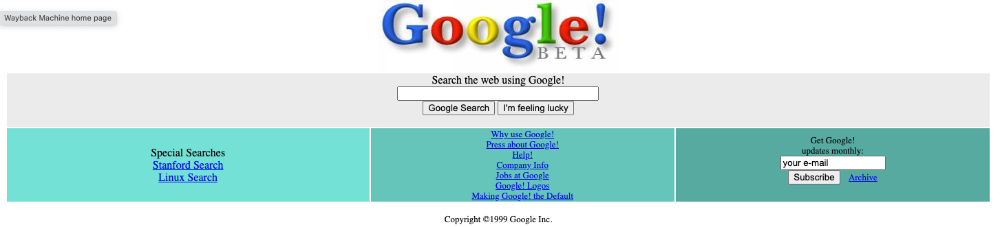 Wayback Machine home page
Google!
BETA
Search the web using Google!
Google Search I'm feeling lucky
Special Searches
Stanford Search
Linux Search
Why use Google!
Press about Google!
Help!
Company Info
Jobs at Google
Google! Logos
Making Google! the Default
Get Google!
updates monthly:
your e-mail
Subscribe Archive
Copyright ©1999 Google Inc.